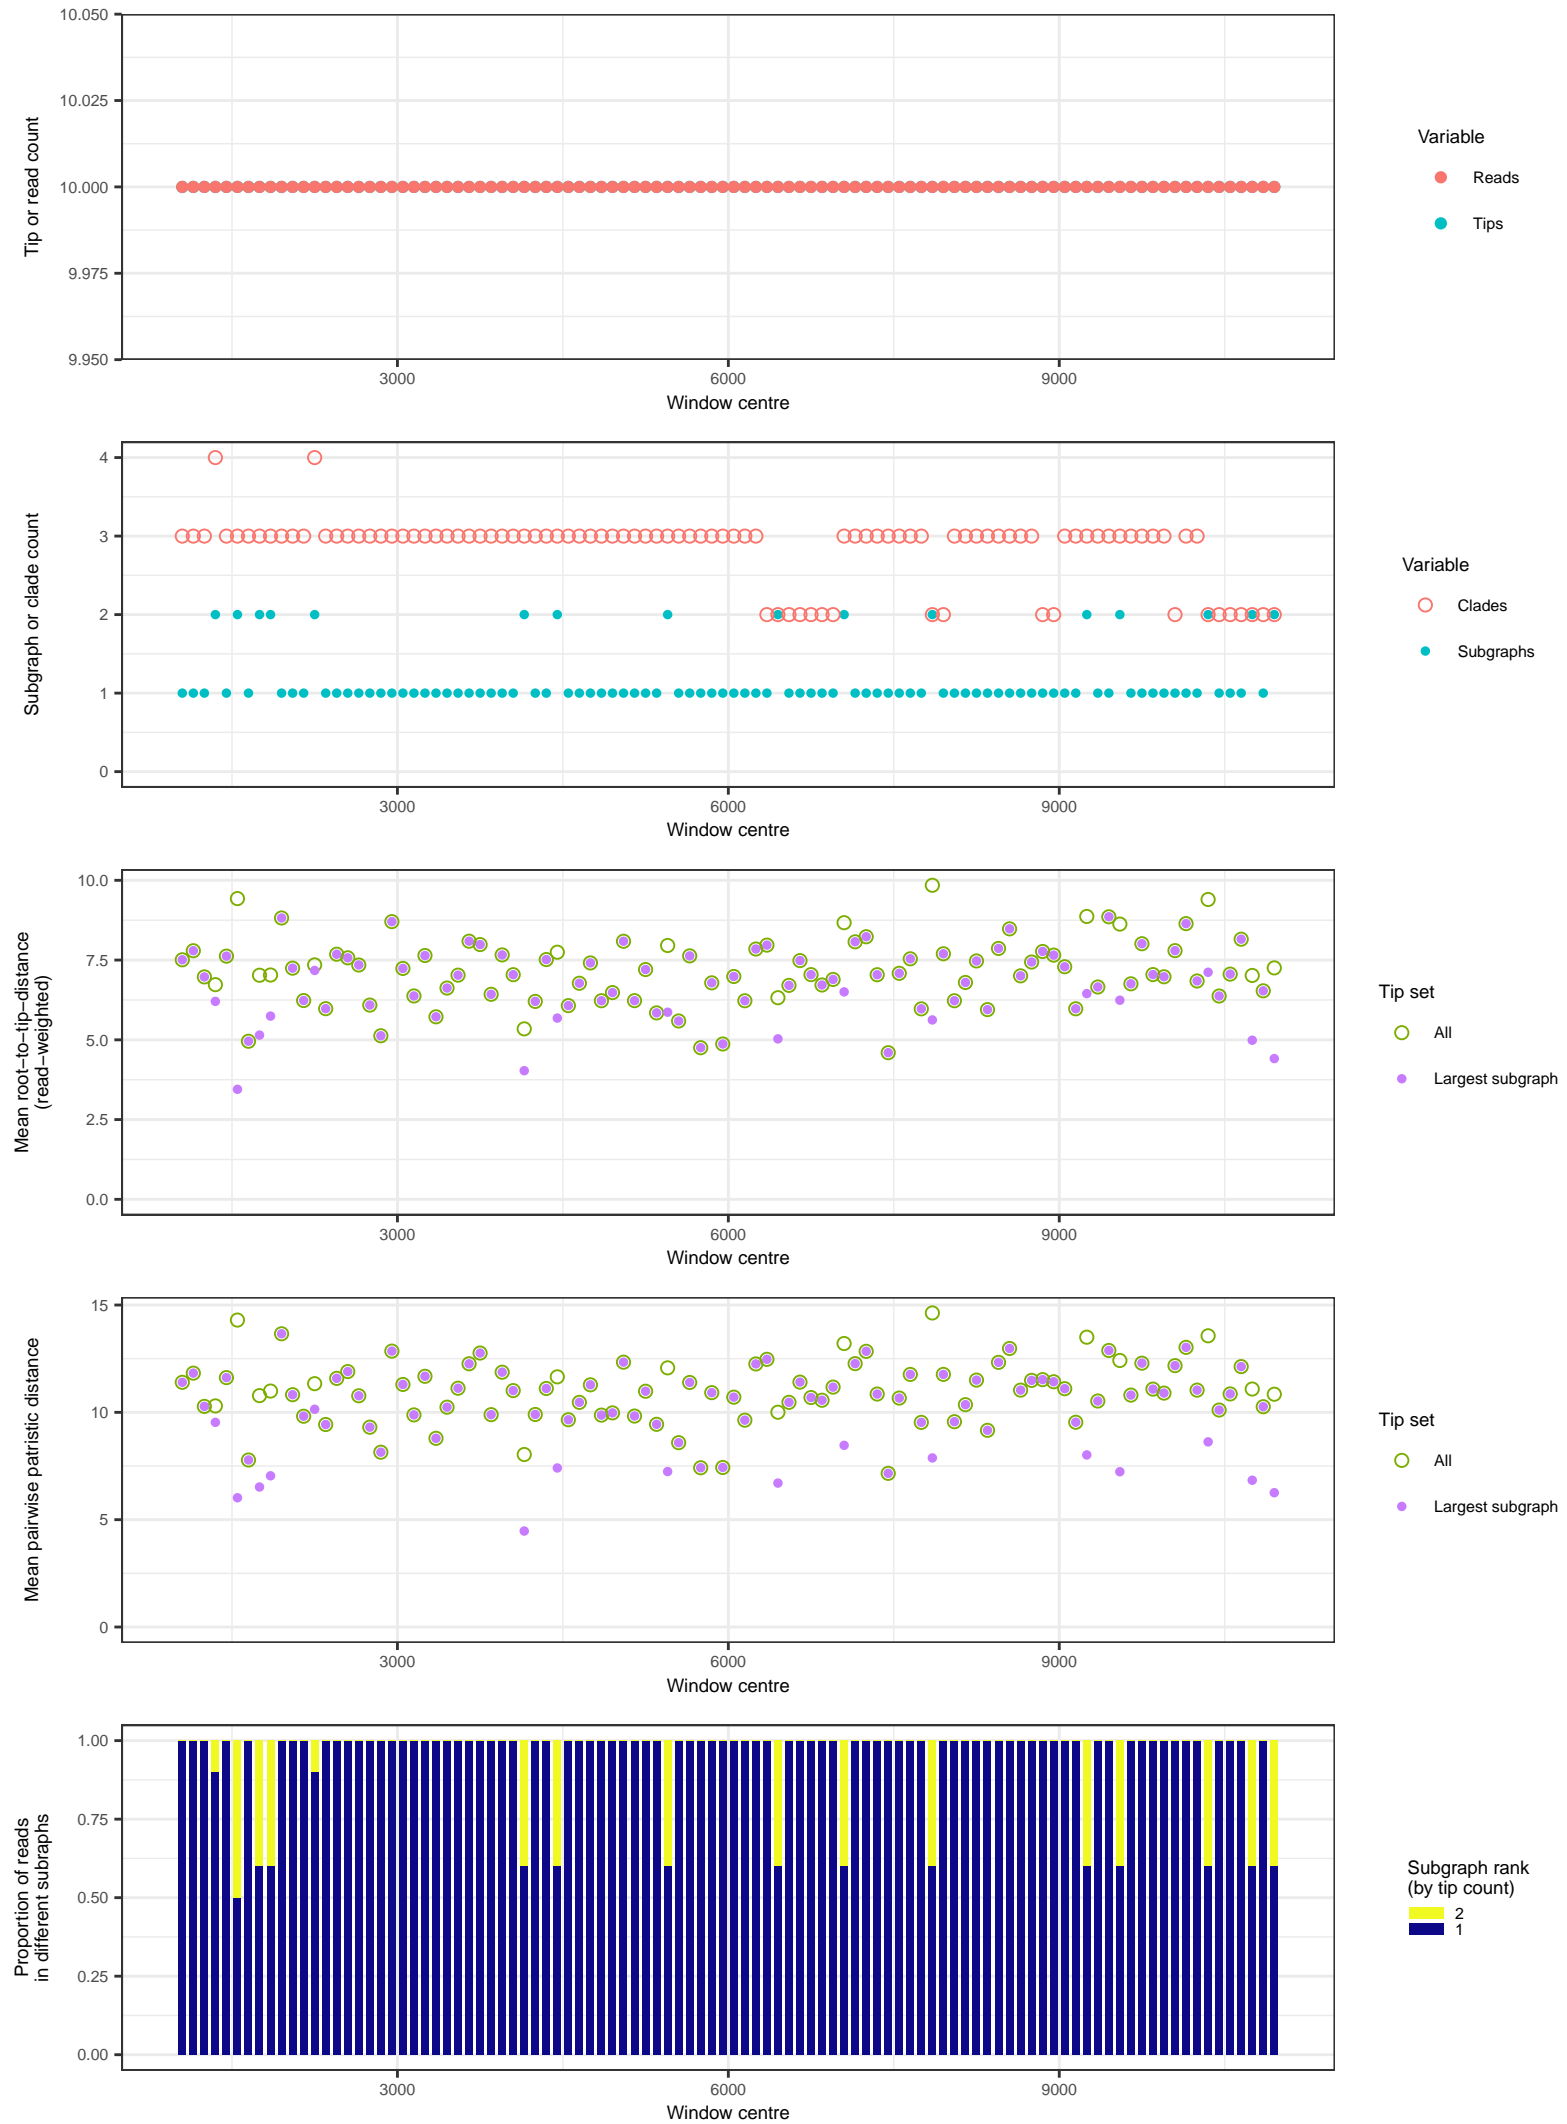 10.050
10.025
10.000
9.975
9.950
Tip or read count
3000
6000
9000
Window centre
Variable
Reads
Tips
4
3
2
1
0
Subgraph or clade count
3000
6000
9000
Window centre
Variable
Clades
Subgraphs
10.0
7.5
5.0
2.5
0.0
Mean root−to−tip−distance
(read−weighted)
3000
6000
9000
Window centre
Tip set
All
Largest subgraph
15
10
5
0
Mean pairwise patristic distance
3000
6000
9000
Window centre
Tip set
All
Largest subgraph
1.00
0.75
0.50
0.25
0.00
Proportion of reads
in different subraphs
3000
6000
9000
Window centre
Subgraph rank
(by tip count)
2
1